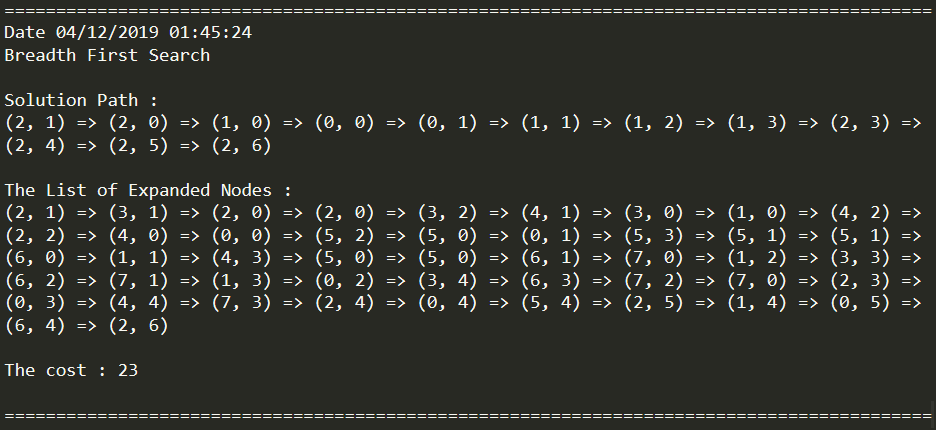 ==========================================================================================
Date 04/12/2019 01:45:24
Breadth First Search
Solution Path :
(2, 1) => (2, 0) => (1, 0) => (0, 0) => (0, 1) => (1, 1) => (1, 2) => (1, 3) => (2, 3) =>
(2, 4) => (2, 5) => (2, 6)
The List of Expanded Nodes :
(2, 1) => (3, 1) => (2, 0) => (2, 0) => (3, 2) => (4, 1) => (3, 0) => (1, 0) => (4, 2) =>
(2, 2) => (4, 0) => (0, 0) => (5, 2) => (5, 0) => (0, 1) => (5, 3) => (5, 1) => (5, 1) =>
(6, 0) => (1, 1) => (4, 3) => (5, 0) => (5, 0) => (6, 1) => (7, 0) => (1, 2) => (3, 3) =>
(6, 2) => (7, 1) => (1, 3) => (0, 2) => (3, 4) => (6, 3) => (7, 2) => (7, 0) => (2, 3) =>
(0, 3) => (4, 4) => (7, 3) => (2, 4) => (0, 4) => (5, 4) => (2, 5) => (1, 4) => (0, 5) =>
(6, 4) => (2, 6)
The cost : 23
==========================================================================================